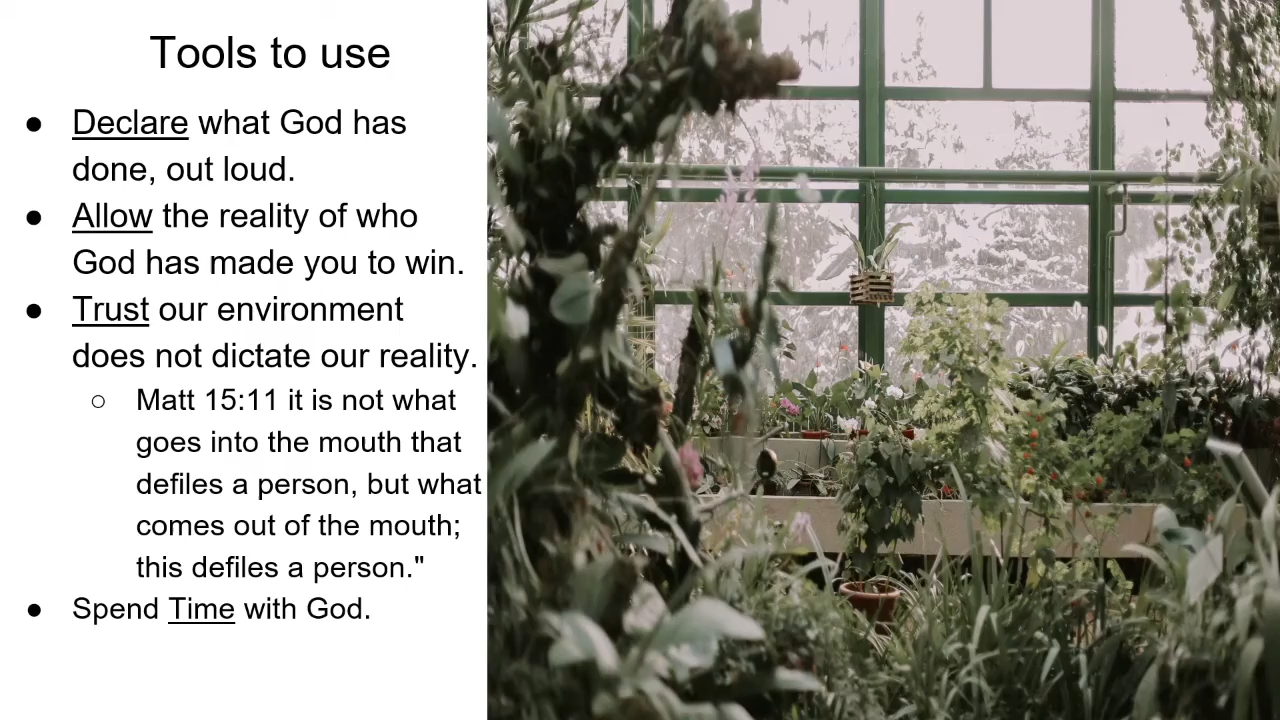 Tools to use
● Declare what God has
done, out loud.
● Allow the reality of who
God has made you to win.
● Trust our environment
does not dictate our reality.
○ Matt 15:11 it is not what
goes into the mouth that
defiles a person, but what
comes out of the mouth;
this defiles a person."
● Spend Time with God.